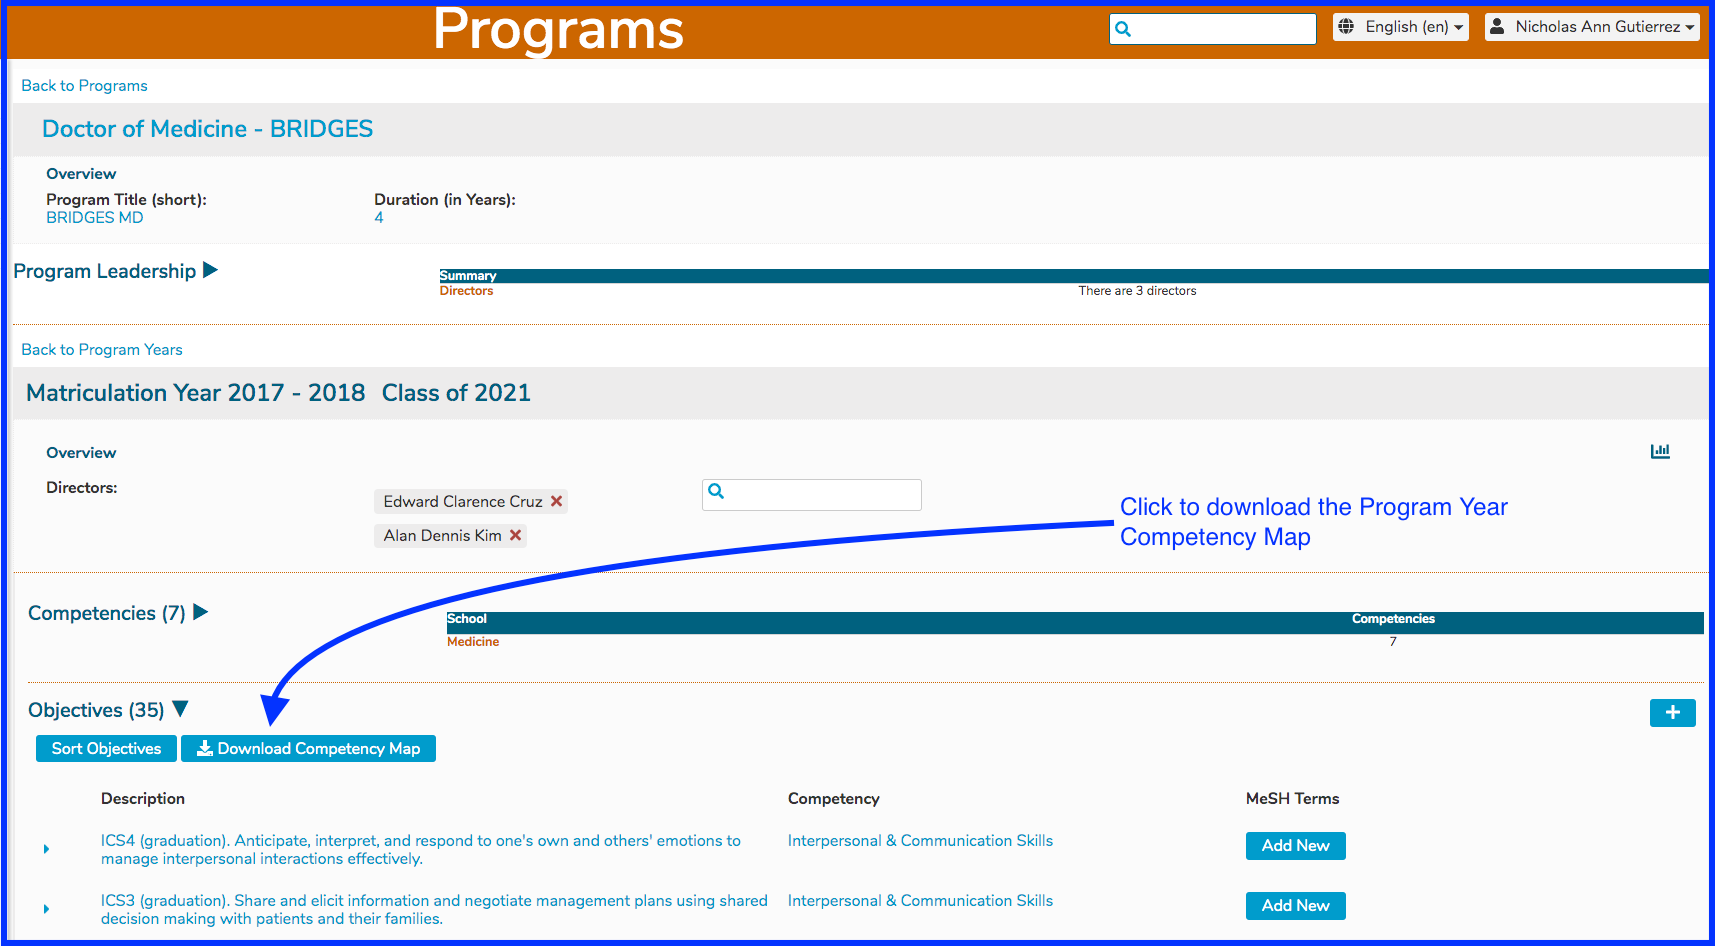 Programs
English (en)
Nicholas Ann Gutierrez
Back to Programs
Doctor of Medicine - BRIDGES
Overview
Program Title (short):
Duration (in Years):
BRIDGES MD
4
Program Leadership
Summary
Directors
There are 3 directors
Back to Program Years
Matriculation Year 2017 - 2018 Class of 2021
Overview
Directors:
Edward Clarence Cruz
Alan Dennis Kim
Click to download the Program Year
Competency Map
Competencies (7)
School
Competencies
Medicine
7
Objectives (35)
Sort Objectives
Download Competency Map
Description
Competency
MeSH Terms
ICS4 (graduation). Anticipate, interpret, and respond to one's own and others' emotions to
manage interpersonal interactions effectively.
Interpersonal & Communication Skills
Add New
ICS3 (graduation). Share and elicit information and negotiate management plans using shared
decision making with patients and their families.
Interpersonal & Communication Skills
Add New